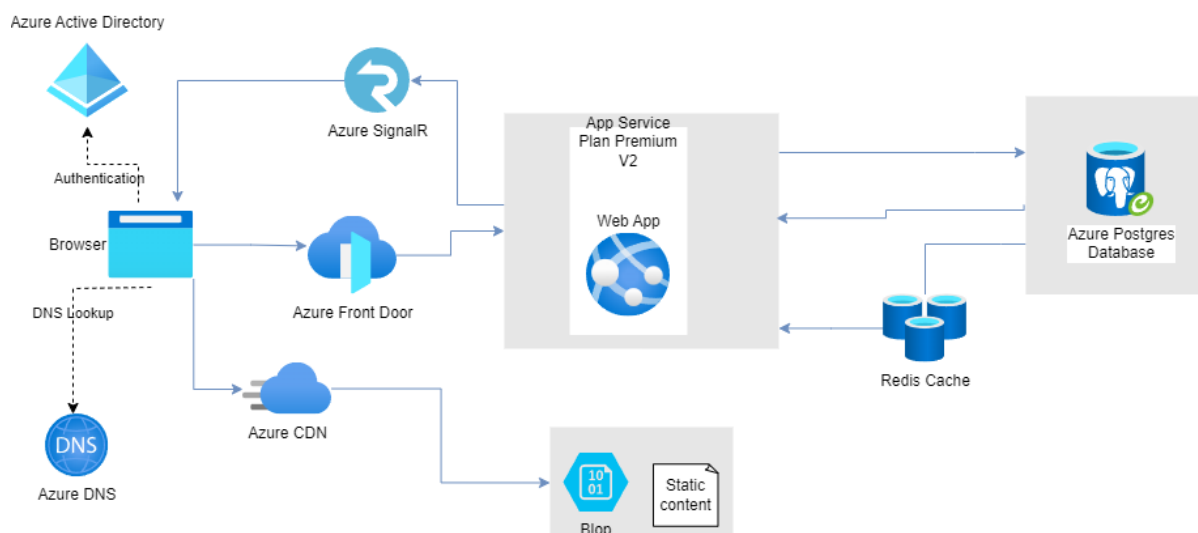 Azure Active Directory
Azure SignalR
App Service
Plan Premium
V2
Authentication
Web App
Browser
Azure Postgres
Database
Azure Front Door
DNS Lookup
Redis Cache
Azure CDN
DNS
Azure DNS
10
01
Static
content
Blop